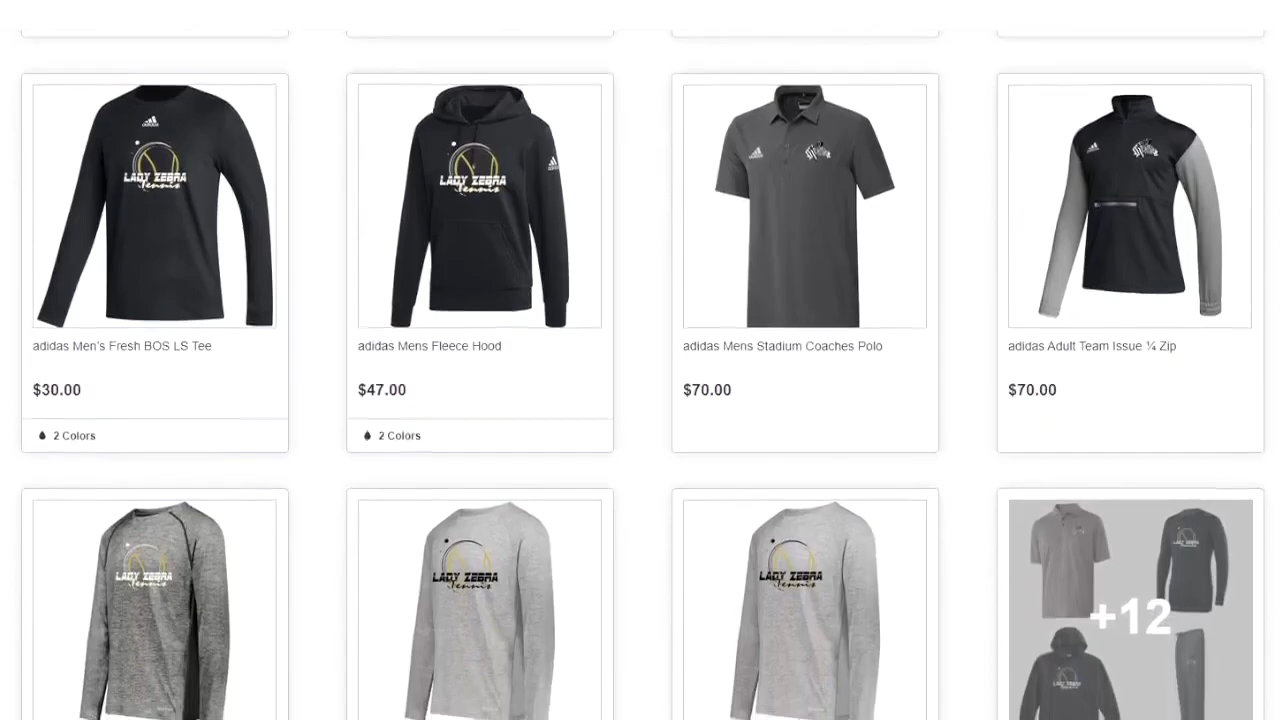 LADY ZEBRA
Tennis
LADY ZEBRA
Tennis
adidas Men's Fresh BOS LS Tee
adidas Mens Fleece Hood
adidas Mens Stadium Coaches Polo
adidas Adult Team Issue ¼ Zip
$30.00
$47.00
$70.00
$70.00
2 Colors
2 Colors
LADY ZEBRA
Tennis
LADY ZEBRA
Tennis
LADY ZEBRA
Tennis
+12